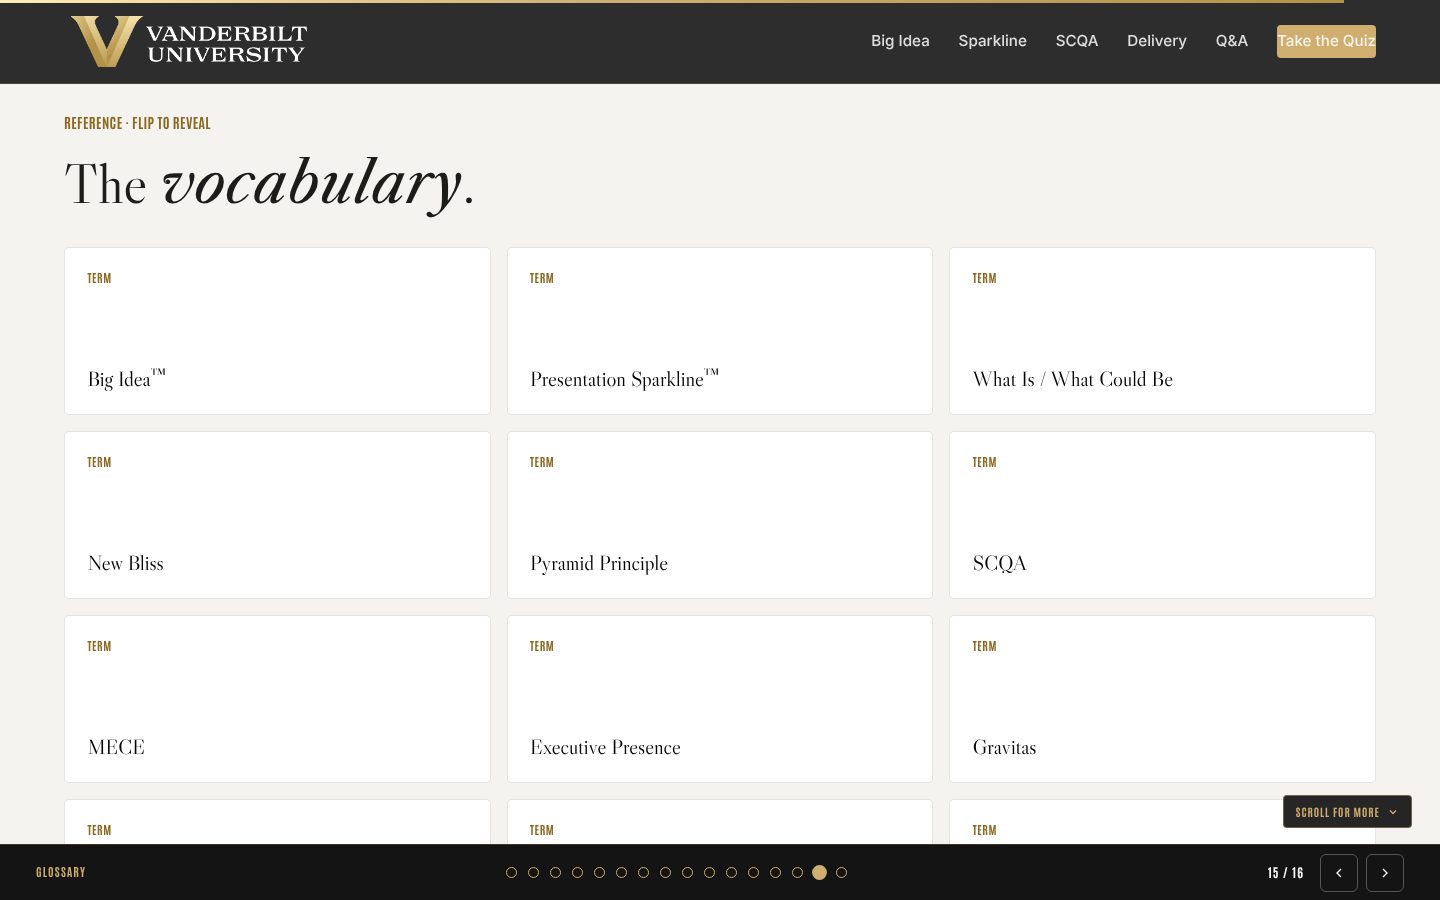 VANDERBILT
UNIVERSITY
Big Idea
Sparkline
SCQA
Delivery
Q&A
Take the Quiz
REFERENCE · FLIP TO REVEAL
The vocabulary.
TERM
Big Idea™
TERM
Presentation Sparkline™
TERM
What Is / What Could Be
TERM
New Bliss
TERM
Pyramid Principle
TERM
SCQA
TERM
MECE
TERM
Executive Presence
TERM
Gravitas
TERM
TERM
TERM
SCROLL FOR MORE
GLOSSARY
15 / 16